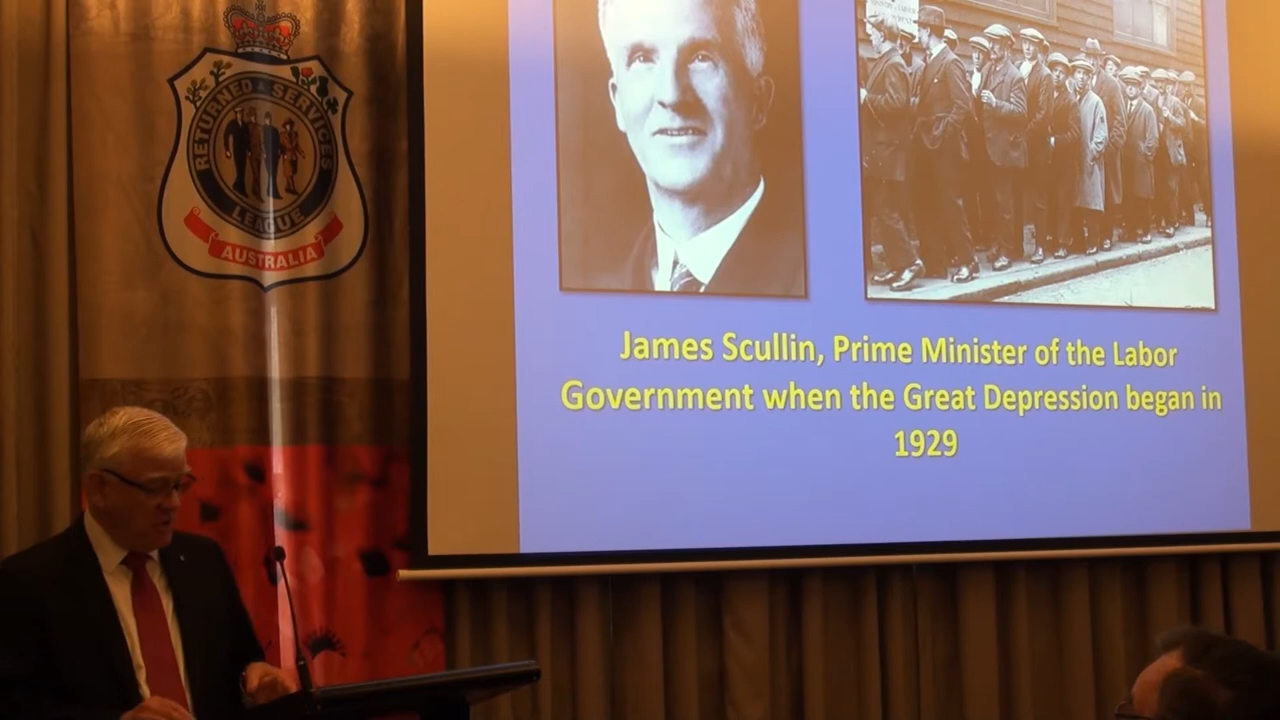 RETURNED & SERVICES
LEAGUE
AUSTRALIA
James Scullin, Prime Minister of the Labor
Government when the Great Depression began in
1929